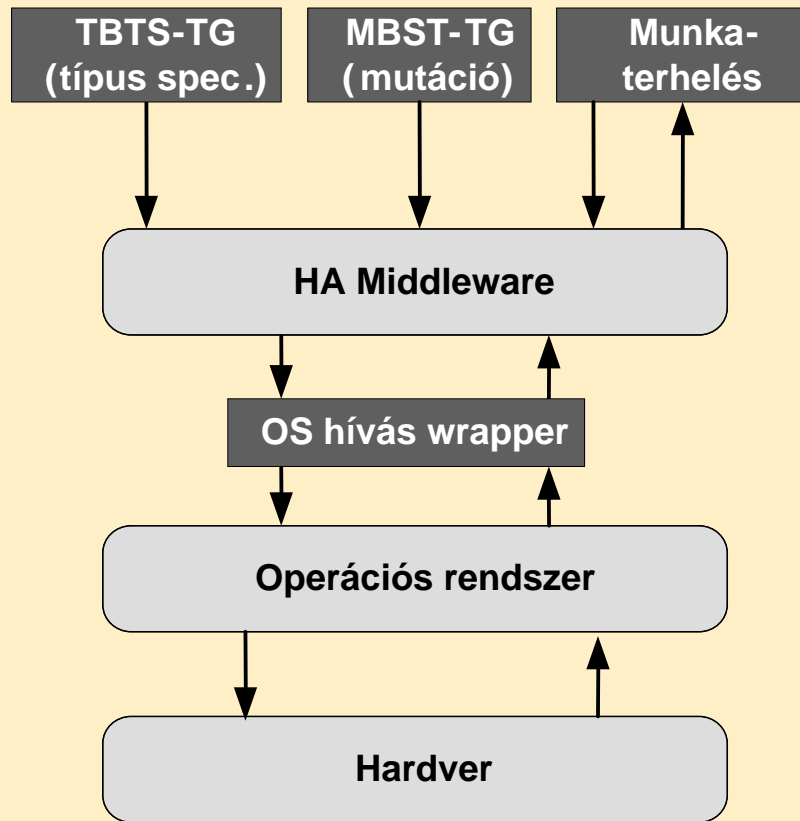 TBTS-TG
(típus spec.)
MBST-TG
(mutáció)
Munka-
terhelés
HA Middleware
OS hívás wrapper
Operációs rendszer
Hardver